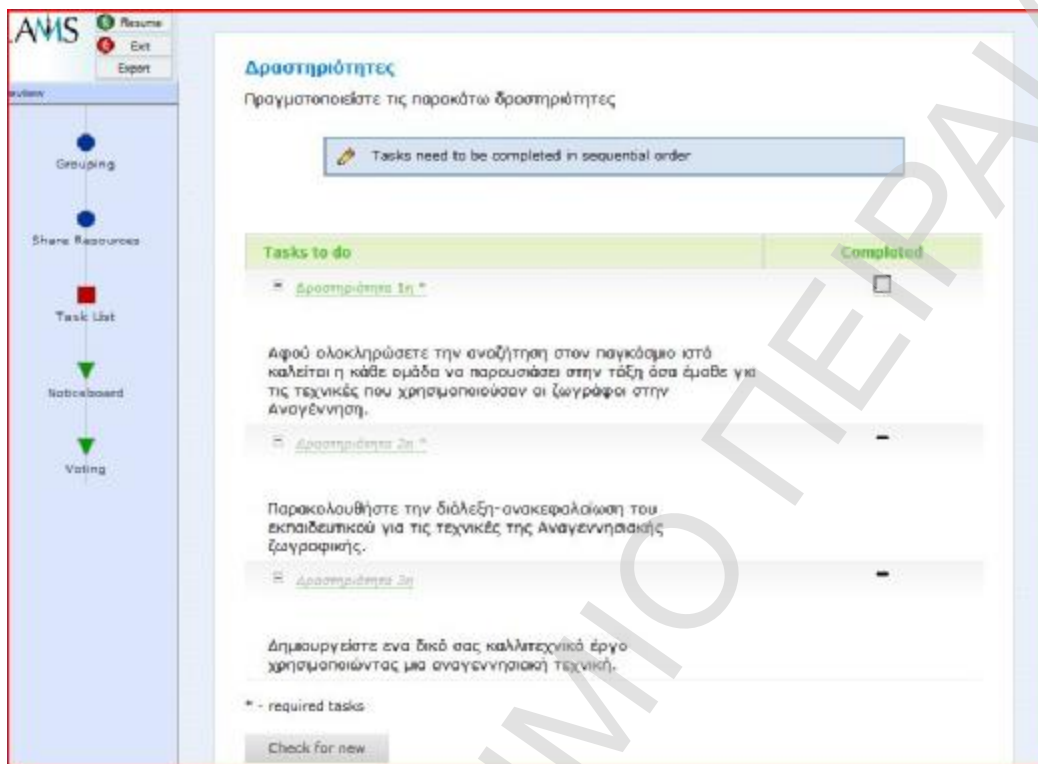 LAMS
Resume
Exit
Export
Grouping
Share Resources
Task List
Noticeboard
Voting
Δραστηριότητες
Πραγματοποιείστε τις παρακάτω δραστηριότητες
Tasks need to be completed in sequential order
Tasks to do Completed
Δραστηριότητα 1η *
Αφού ολοκληρώσετε την αναζήτηση στον παγκόσμιο ιστό
καλείται η κάθε ομάδα να παρουσιάσει στην τάξη όσα έμαθε για
τις τεχνικές που χρησιμοποιούσαν οι ζωγράφοι στην
Αναγέννηση.
Δραστηριότητα 2η *
Παρακολουθήστε την διάλεξη-ανακεφαλαίωση του
εκπαιδευτικού για τις τεχνικές της Αναγεννησιακής
ζωγραφικής.
Δραστηριότητα 3η
Δημιουργείστε ενα δικό σας καλλιτεχνικό έργο
χρησιμοποιώντας μια αναγεννησιακή τεχνική.
* - required tasks
Check for new